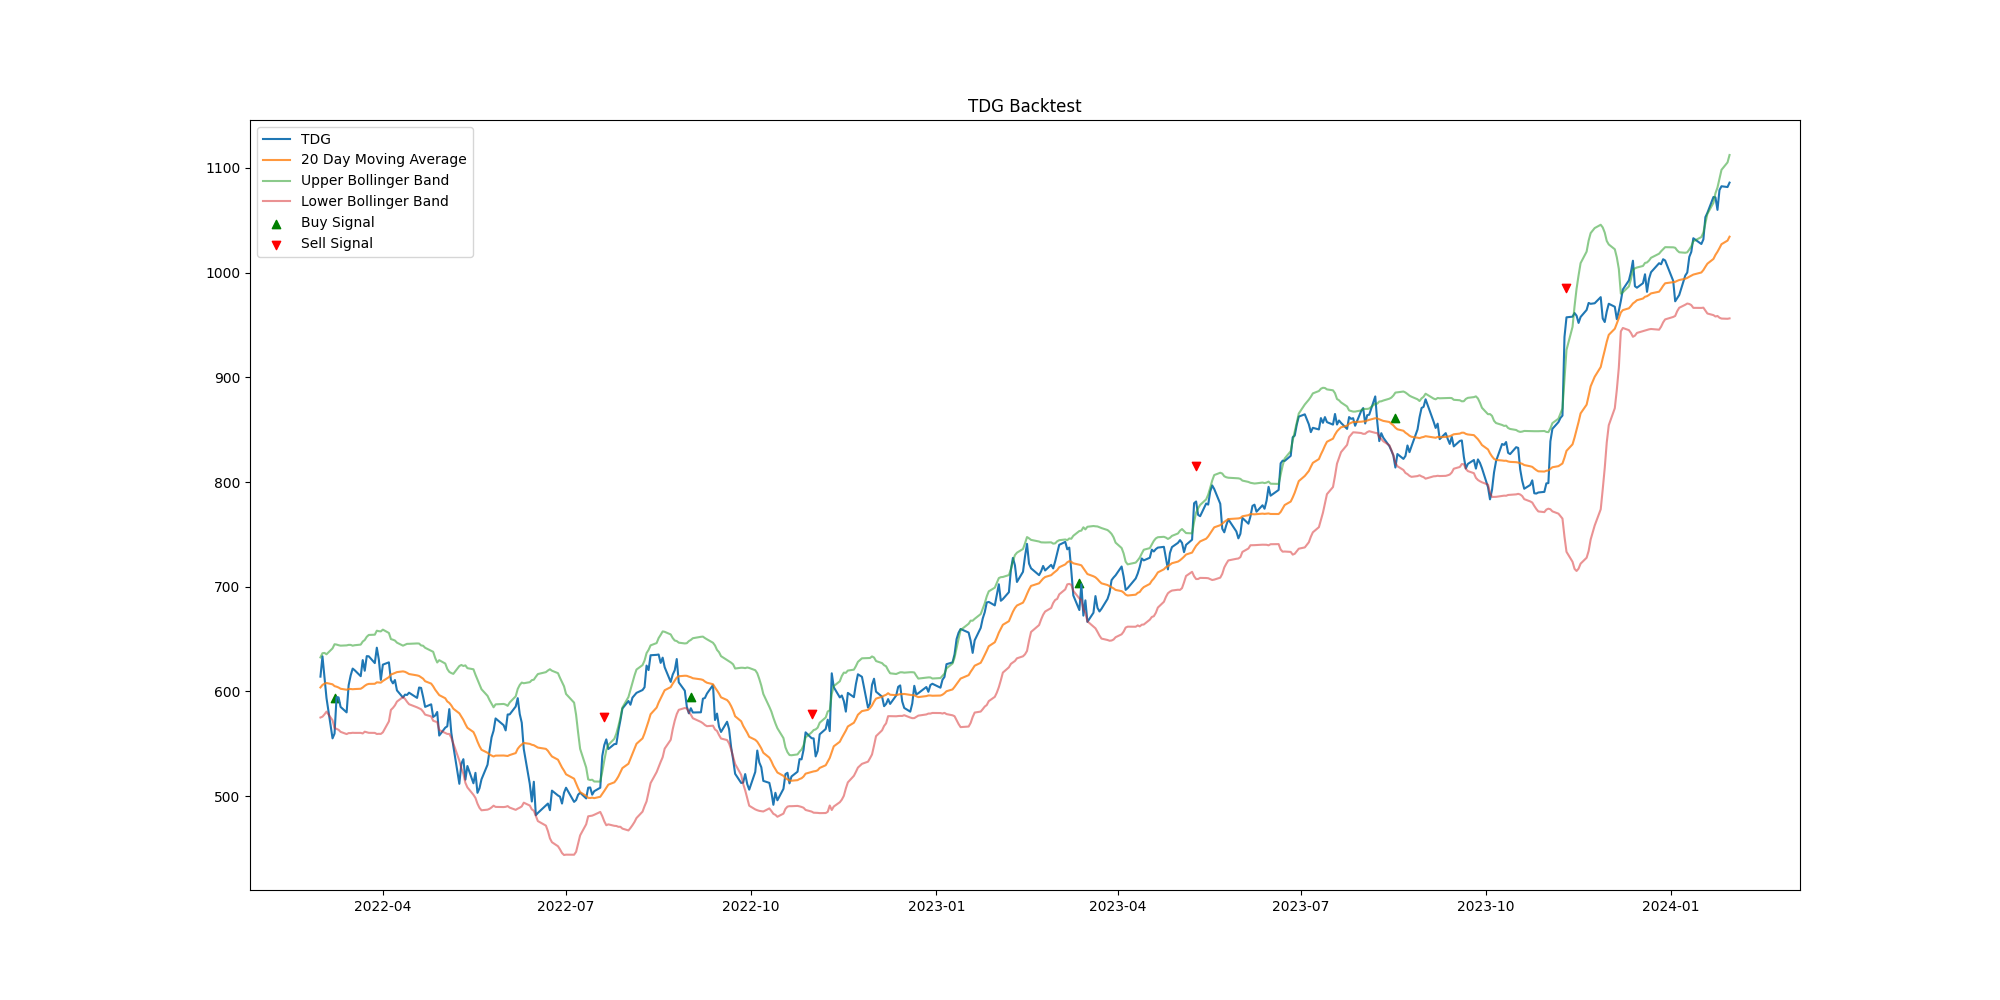 TDG Backtest
TDG
20 Day Moving Average
Upper Bollinger Band
Lower Bollinger Band
Buy Signal
Sell Signal
1100
1000
900
800
700
600
500
2022-04
2022-07
2022-10
2023-01
2023-04
2023-07
2023-10
2024-01